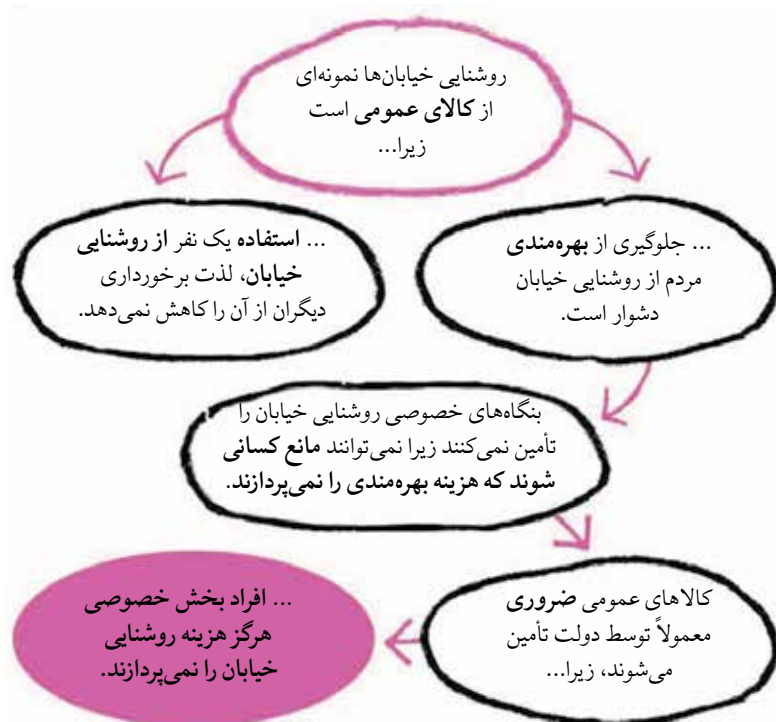 روشنایی خیابان‌ها نمونه‌ای
از کالای عمومی است
زیرا...
... جلوگیری از بهره‌مندی
مردم از روشنایی خیابان
دشوار است.
... استفاده یک نفر از روشنایی
خیابان، لذت برخورداری
دیگران از آن را کاهش نمی‌دهد.
بنگاه‌های خصوصی روشنایی خیابان را
تأمین نمی‌کنند زیرا نمی‌توانند مانع کسانی
شوند که هزینه بهره‌مندی را نمی‌پردازند.
کالاهای عمومی ضروری
معمولاً توسط دولت تأمین
می‌شوند، زیرا...
... افراد بخش خصوصی
هرگز هزینه روشنایی
خیابان را نمی‌پردازند.